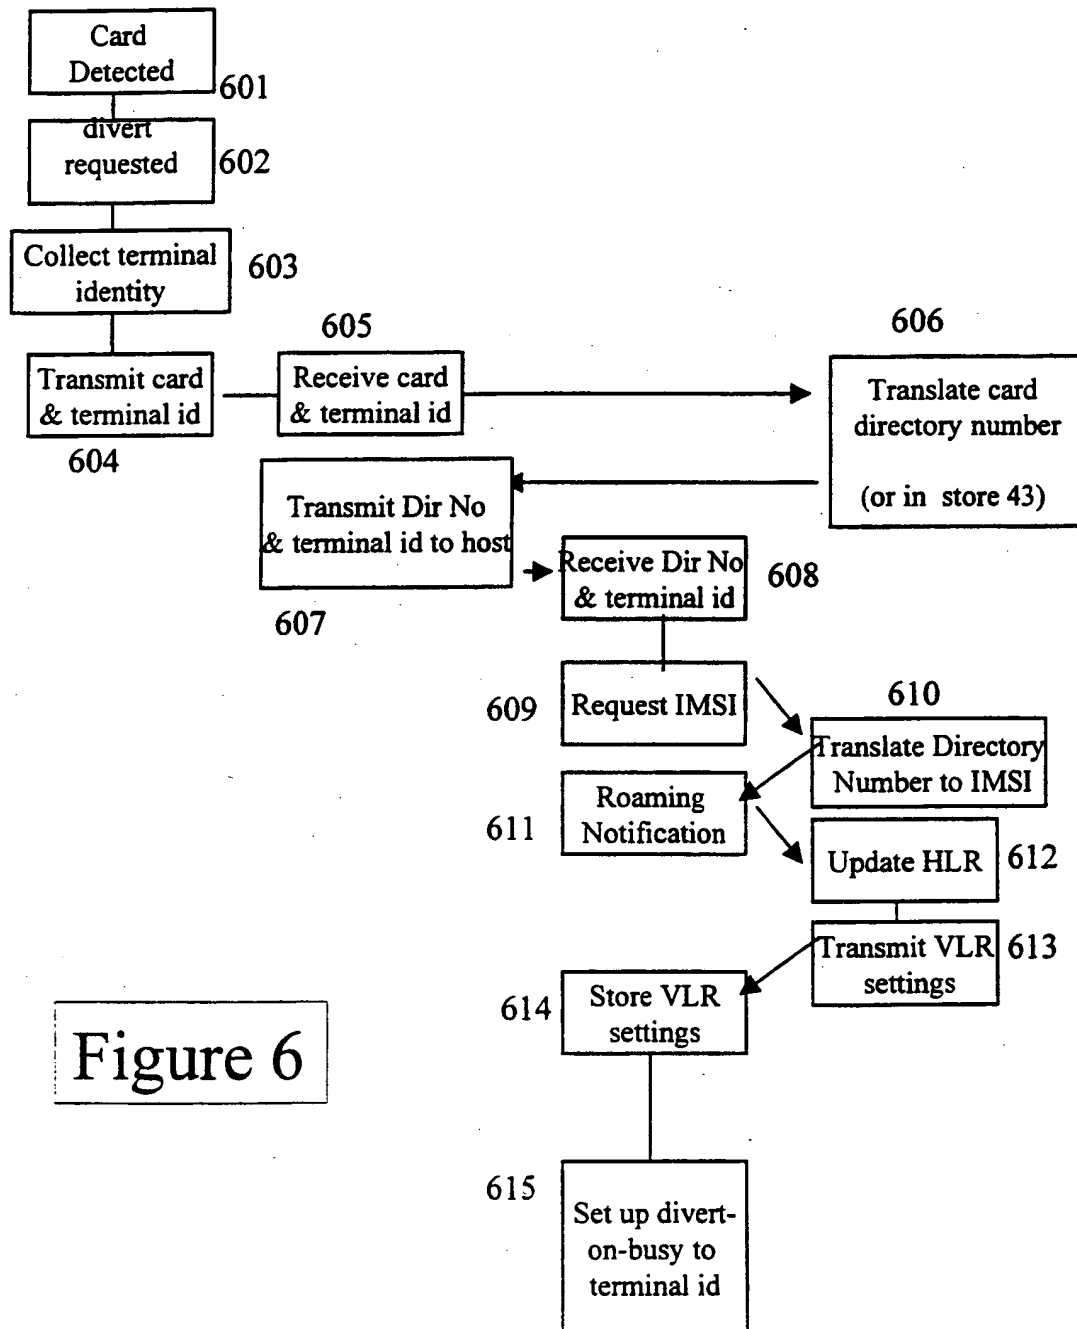 Card
Detected
601
divert
requested
602
Collect terminal
identity
603
605
606
Transmit card
& terminal id
604
Receive card
& terminal id
Translate card
directory number
(or in store 43)
Transmit Dir No
& terminal id to host
607
Receive Dir No
& terminal id
608
609
Request IMSI
610
Translate Directory
Number to IMSI
611
Roaming
Notification
Update HLR
612
Transmit VLR
settings
613
614
Store VLR
settings
Figure 6
615
Set up divert-
on-busy to
terminal id